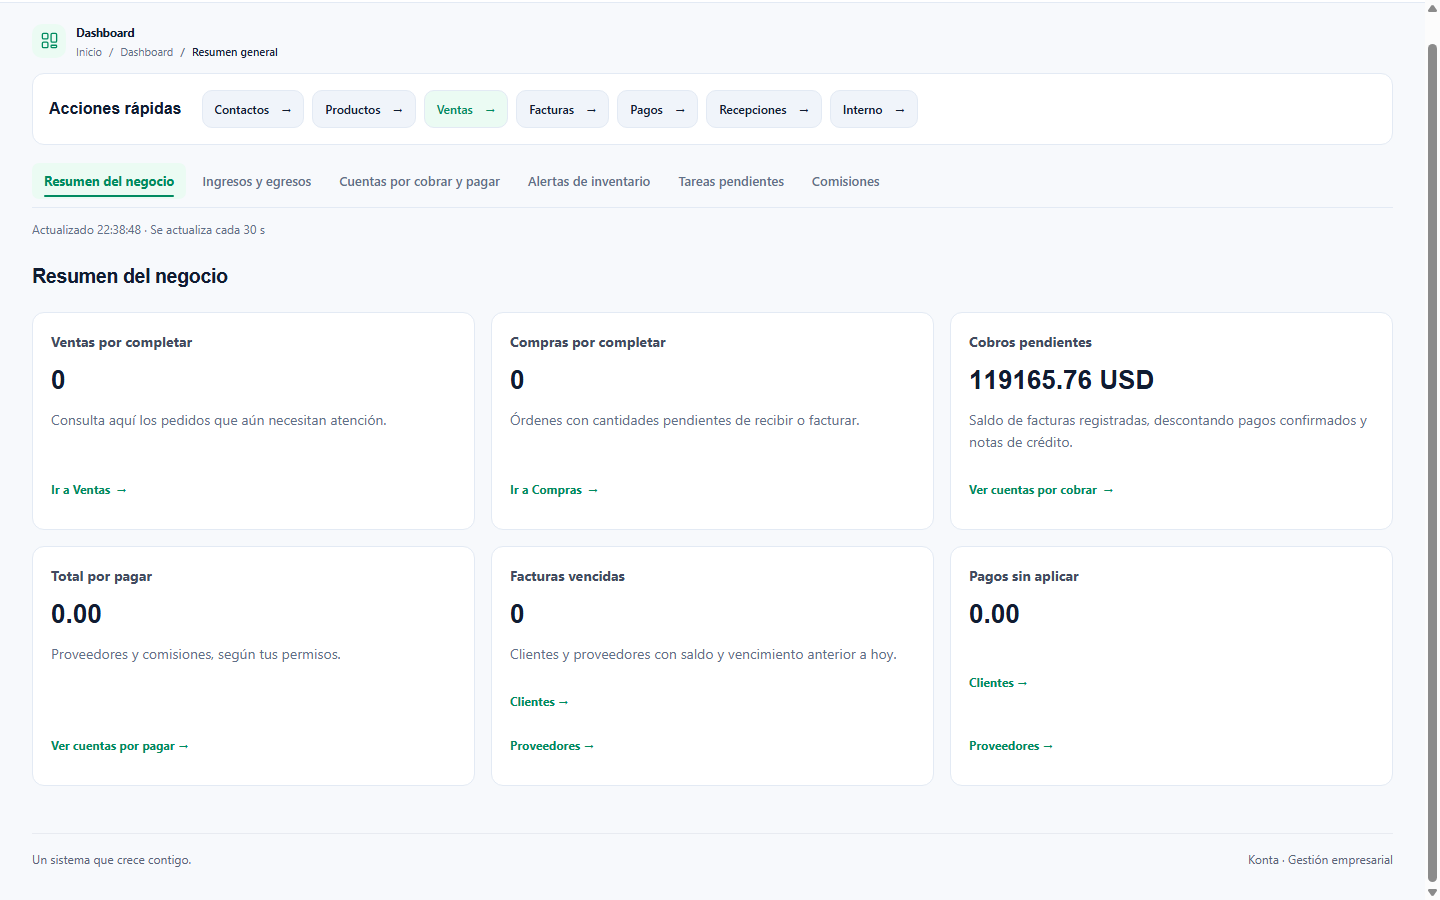 Dashboard
Inicio / Dashboard / Resumen general
Acciones rápidas
Contactos →
Productos →
Ventas →
Facturas →
Pagos →
Recepciones →
Interno →
Resumen del negocio
Ingresos y egresos
Cuentas por cobrar y pagar
Alertas de inventario
Tareas pendientes
Comisiones
Actualizado 22:38:48 · Se actualiza cada 30 s
Resumen del negocio
Ventas por completar
0
Consulta aquí los pedidos que aún necesitan atención.
Ir a Ventas →
Compras por completar
0
Órdenes con cantidades pendientes de recibir o facturar.
Ir a Compras →
Cobros pendientes
119165.76 USD
Saldo de facturas registradas, descontando pagos confirmados y
notas de crédito.
Ver cuentas por cobrar →
Total por pagar
0.00
Proveedores y comisiones, según tus permisos.
Ver cuentas por pagar →
Facturas vencidas
0
Clientes y proveedores con saldo y vencimiento anterior a hoy.
Clientes →
Proveedores →
Pagos sin aplicar
0.00
Clientes →
Proveedores →
Un sistema que crece contigo.
Konta · Gestión empresarial